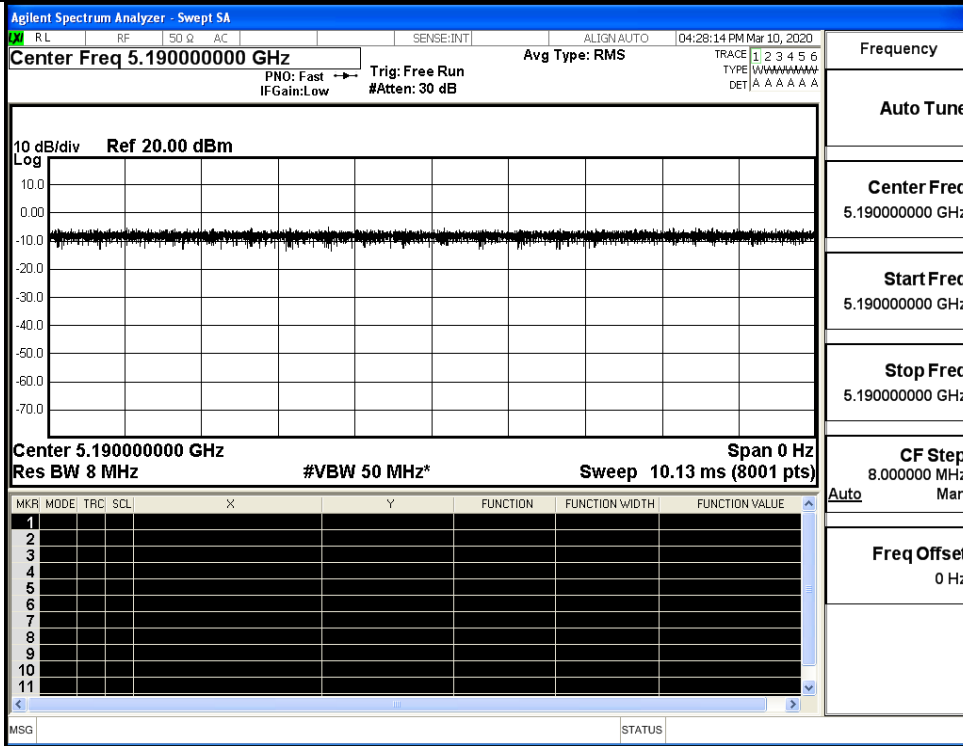 Agilent Spectrum Analyzer - Swept SA
LXI RL RF 50 Ω AC SENSE:INT ALIGN AUTO 04:28:14 PM Mar 10, 2020
Center Freq 5.190000000 GHz Avg Type: RMS TRACE 1 2 3 4 5 6
PNO: Fast Trig: Free Run TYPE WWWWWW
IFGain:Low #Atten: 30 dB DET A A A A A A
10 dB/div Ref 20.00 dBm
Log
10.0
0.00
-10.0
-20.0
-30.0
-40.0
-50.0
-60.0
-70.0
Center 5.190000000 GHz Span 0 Hz
Res BW 8 MHz #VBW 50 MHz* Sweep 10.13 ms (8001 pts)
MKR MODE TRC SCL X Y FUNCTION FUNCTION WIDTH FUNCTION VALUE
1
2
3
4
5
6
7
8
9
10
11
MSG STATUS
Frequency
Auto Tune
Center Freq
5.190000000 GHz
Start Freq
5.190000000 GHz
Stop Freq
5.190000000 GHz
CF Step
8.000000 MHz
Auto Man
Freq Offset
0 Hz